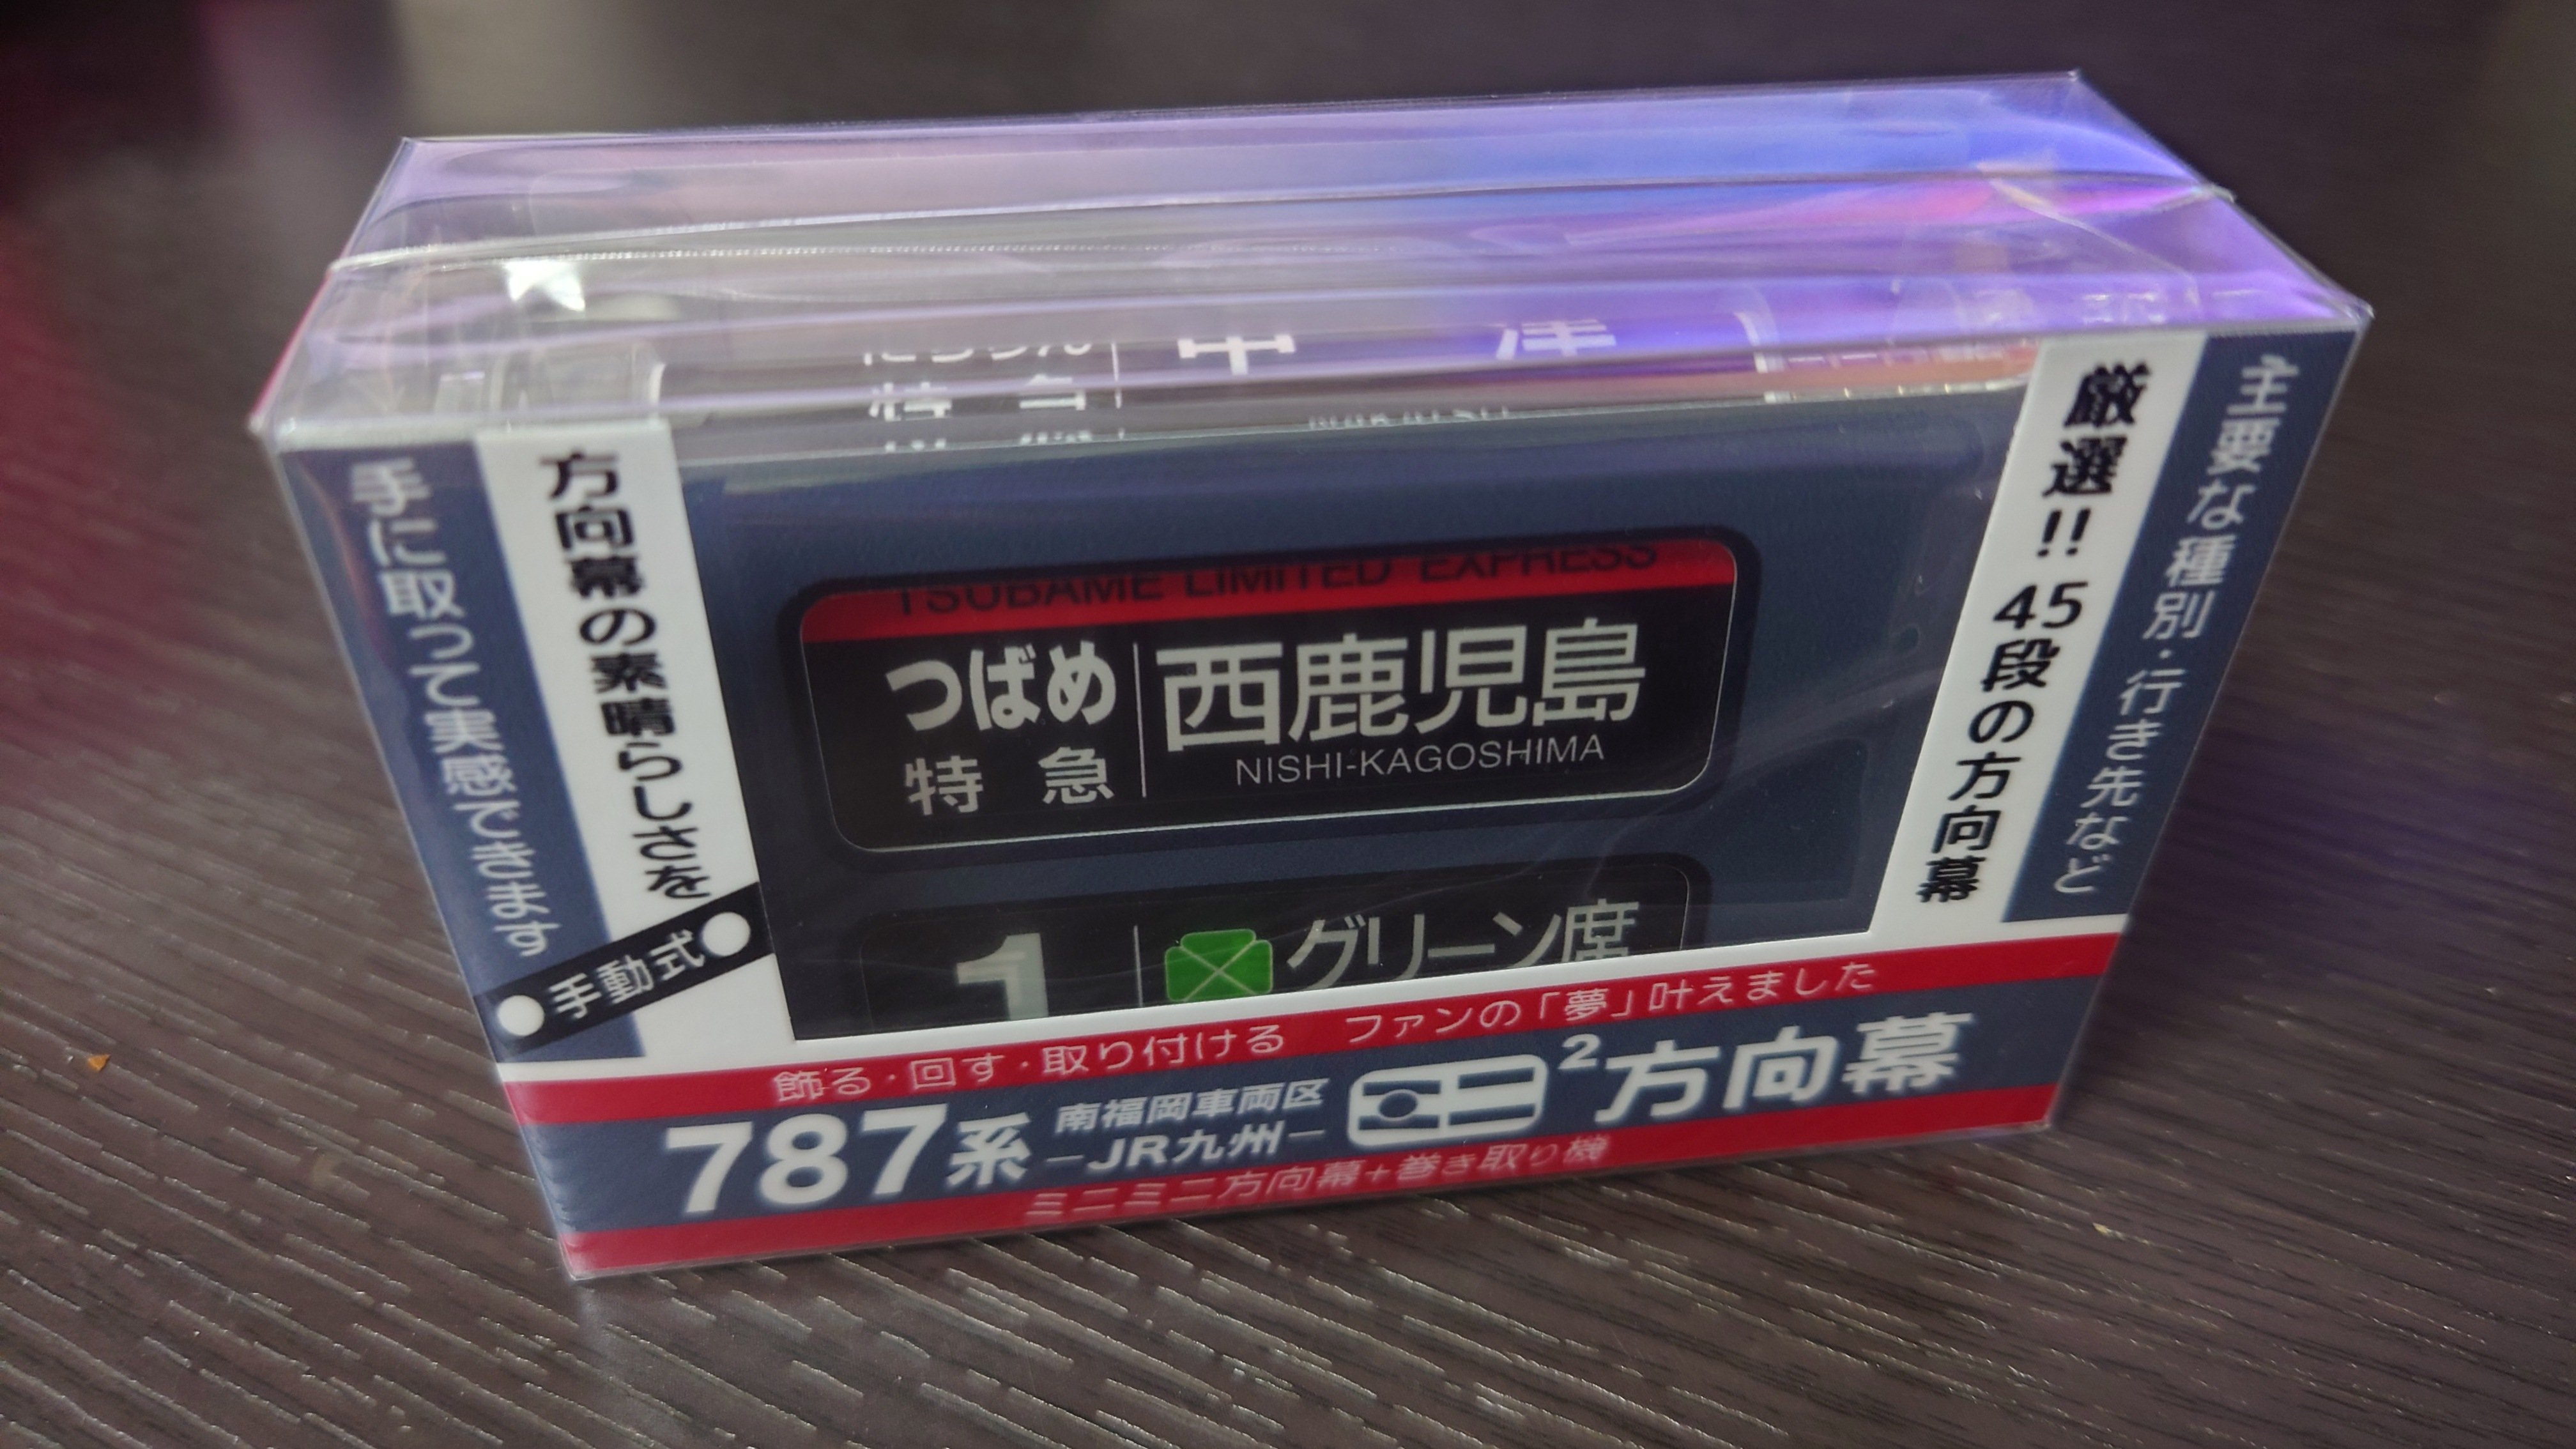 特急
中津
TSUBAME LIMITED EXPRESS
つばめ
特急
西鹿児島
NISHI-KAGOSHIMA
1
グリーン席
手に取って実感できます
方向幕の素晴らしさを
●手動式●
厳選!! 45段の方向幕
主要な種別・行き先など
飾る・回す・取り付ける ファンの「夢」叶えました
787系
南福岡車両区
-JR九州-
2方向幕
ミニミニ方向幕+巻き取り機